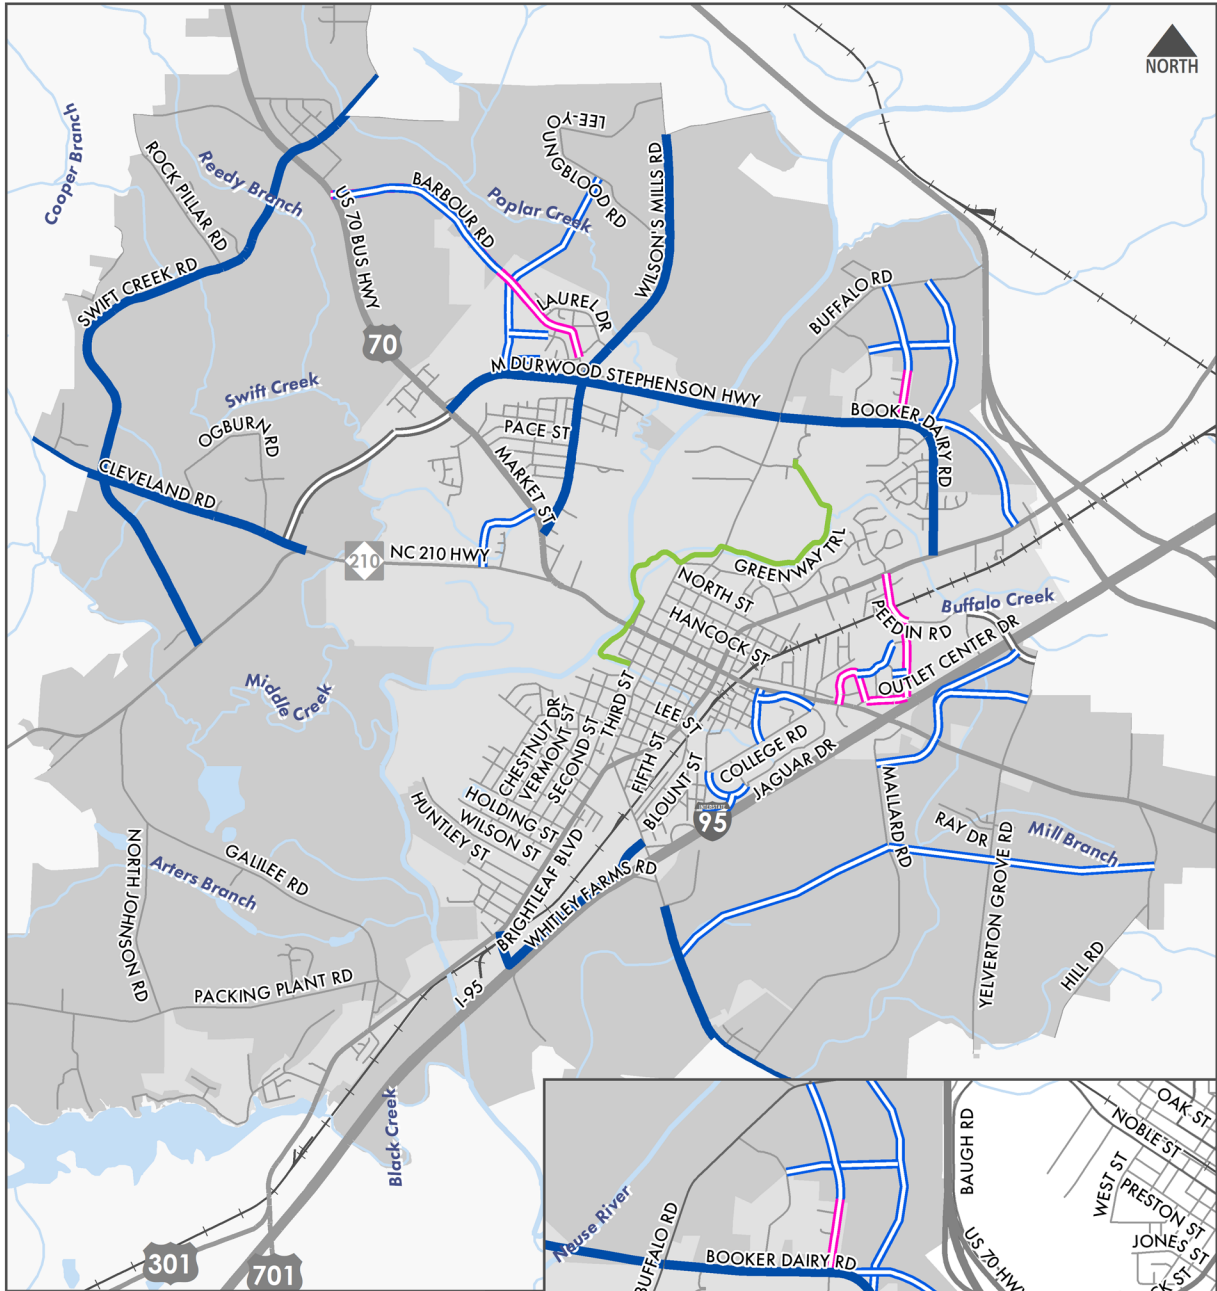 NORTH
Cooper Branch
ROCK PILLAR RD
Reedy Branch
US 70 BUS HWY
BARBOUR RD
Poplar Creek
LEE-Y
OUNGBLOOD RD
WILSON'S MILLS RD
SWIFT CREEK RD
LAUREL DR
BUFFALO RD
70
M DURWOOD STEPHENSON HWY
Swift Creek
OGBURN RD
PACE ST
BOOKER DAIRY RD
MARKET ST
CLEVELAND RD
210
NC 210 HWY
GREENWAY TRL
NORTH ST
HANCOCK ST
PEEDIN RD
Buffalo Creek
OUTLET CENTER DR
Middle Creek
CHESTNUT DR
VERMONT ST
SECOND ST
THIRD ST
LEE ST
FIFTH ST
BLOUNT ST
COLLEGE RD
JAGUAR DR
INTERSTATE
95
HOLDING ST
WILSON ST
HUNTLEY ST
BRIGHTLEAF BLVD
WHITLEY FARMS RD
MALLARD RD
RAY DR
YELVERTON GROVE RD
Mill Branch
HILL RD
NORTH JOHNSON RD
GALILEE RD
Arters Branch
PACKING PLANT RD
I-95
Black Creek
301
701
Neuse River
BUFFALO RD
BOOKER DAIRY RD
BAUGH RD
US 70 HWY
OAK ST
NOBLE ST
WEST ST
PRESTON ST
JONES ST
CK ST